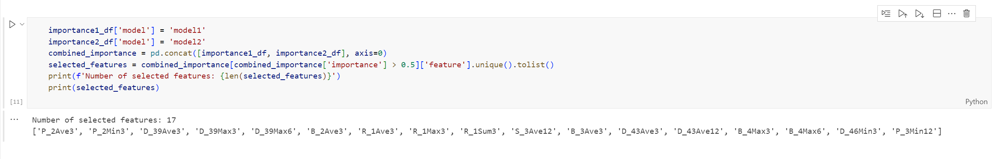 importance1_df['model'] = 'model1'
importance2_df['model'] = 'model2'
combined_importance = pd.concat([importance1_df, importance2_df], axis=0)
selected_features = combined_importance[combined_importance['importance'] > 0.5]['feature'].unique().tolist()
print(f'Number of selected features: {len(selected_features)}')
print(selected_features)
[11]
Python
Number of selected features: 17
['P_2Ave3', 'P_2Min3', 'D_39Ave3', 'D_39Max3', 'D_39Max6', 'B_2Ave3', 'R_1Ave3', 'R_1Max3', 'R_1Sum3', 'S_3Ave12', 'B_3Ave3', 'D_43Ave3', 'D_43Ave12', 'B_4Max3', 'B_4Max6', 'D_46Min3', 'P_3Min12']